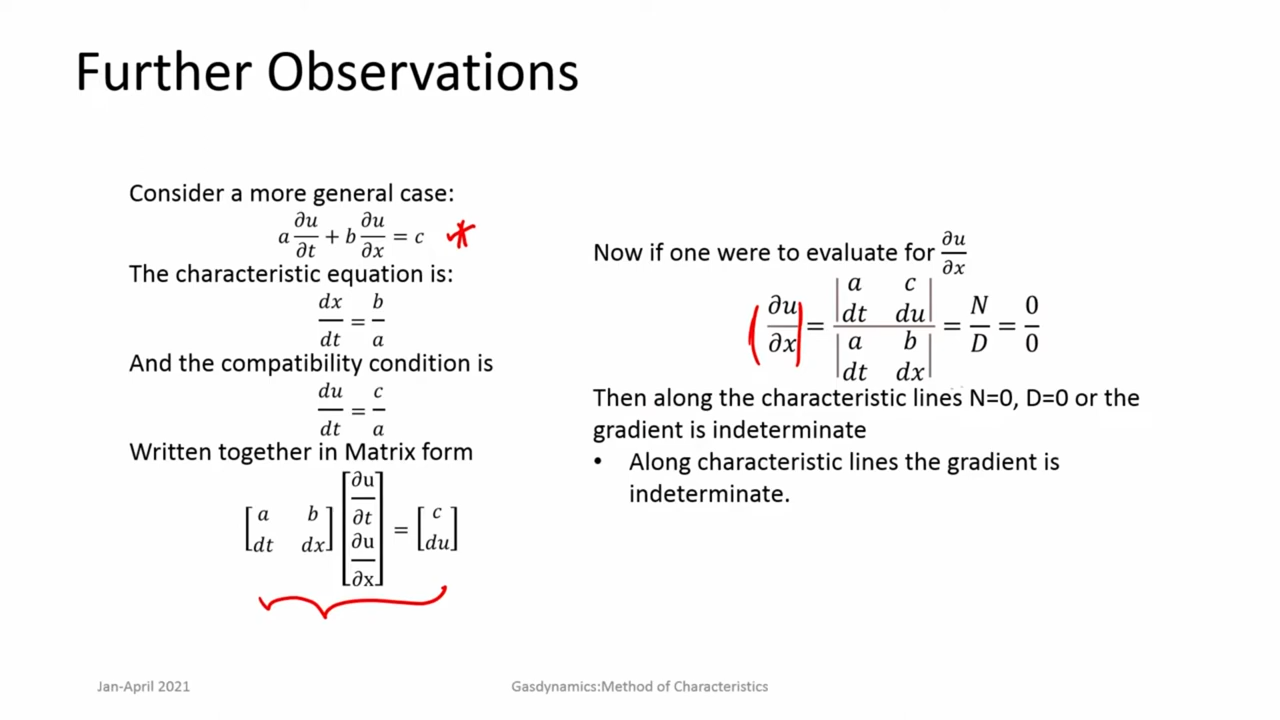 Further Observations
Consider a more general case:
a ∂u/∂t + b ∂u/∂x = c *
The characteristic equation is:
dx/dt = b/a
And the compatibility condition is
du/dt = c/a
Written together in Matrix form
[a b; dt dx] [∂u/∂t; ∂u/∂x] = [c; du]
Now if one were to evaluate for ∂u/∂x
(∂u/∂x) = |a c; dt du| / |a b; dt dx| = N/D = 0/0
Then along the characteristic lines N=0, D=0 or the
gradient is indeterminate
• Along characteristic lines the gradient is
indeterminate.
Jan-April 2021
Gasdynamics:Method of Characteristics